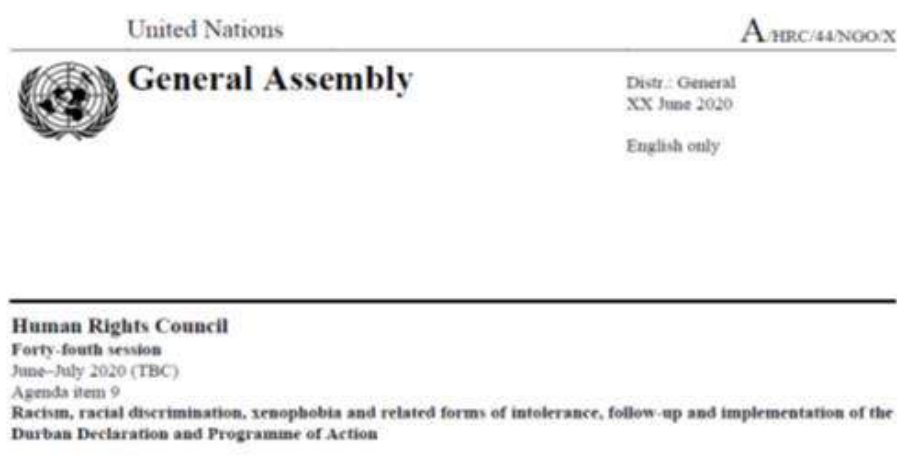 United Nations
A/HRC/44/NGO/X
General Assembly
Distr.: General
XX June 2020
English only
Human Rights Council
Forty-fouth session
June–July 2020 (TBC)
Agenda item 9
Racism, racial discrimination, xenophobia and related forms of intolerance, follow-up and implementation of the
Durban Declaration and Programme of Action